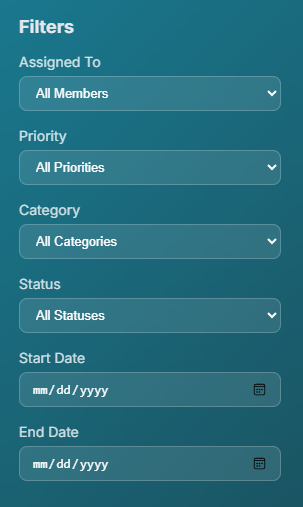 Filters
Assigned To
All Members
Priority
All Priorities
Category
All Categories
Status
All Statuses
Start Date
mm/dd/yyyy
End Date
mm/dd/yyyy